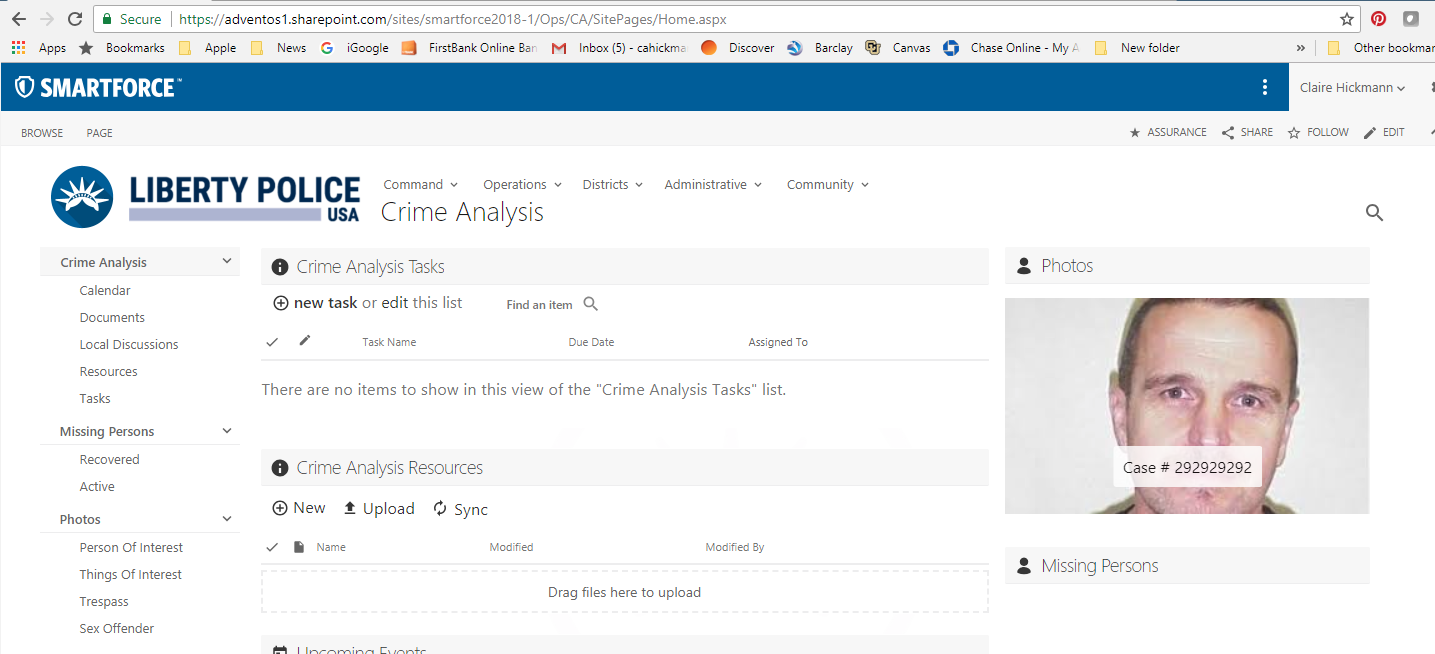 Secure https://adventos1.sharepoint.com/sites/smartforce2018-1/Ops/CA/SitePages/Home.aspx
Apps Bookmarks Apple News iGoogle FirstBank Online Ban Inbox (5) - cahickma Discover Barclay Canvas Chase Online - My A New folder » Other bookmar
SMARTFORCE™ Claire Hickmann
BROWSE PAGE ASSURANCE SHARE FOLLOW EDIT
LIBERTY POLICE
USA
Command Operations Districts Administrative Community
Crime Analysis
Crime Analysis
Calendar
Documents
Local Discussions
Resources
Tasks
Missing Persons
Recovered
Active
Photos
Person Of Interest
Things Of Interest
Trespass
Sex Offender
Crime Analysis Tasks
new task or edit this list Find an item
Task Name Due Date Assigned To
There are no items to show in this view of the "Crime Analysis Tasks" list.
Crime Analysis Resources
New Upload Sync
Name Modified Modified By
Drag files here to upload
Upcoming Events
Photos
Case # 292929292
Missing Persons